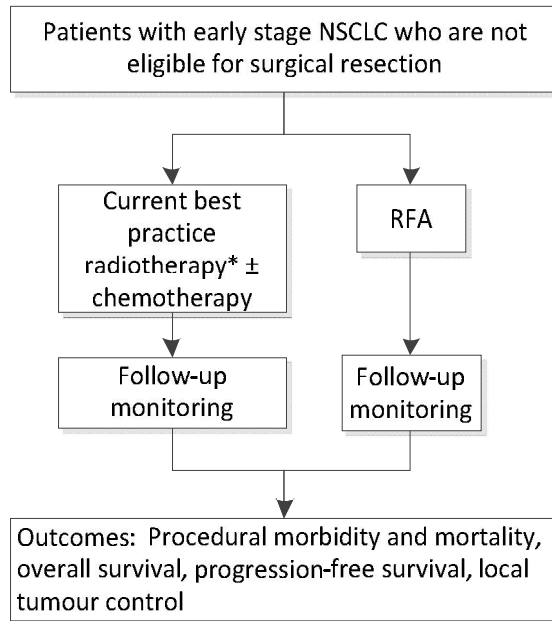 Patients with early stage NSCLC who are not
eligible for surgical resection
Current best
practice
radiotherapy* ±
chemotherapy
RFA
Follow-up
monitoring
Follow-up
monitoring
Outcomes: Procedural morbidity and mortality,
overall survival, progression-free survival, local
tumour control